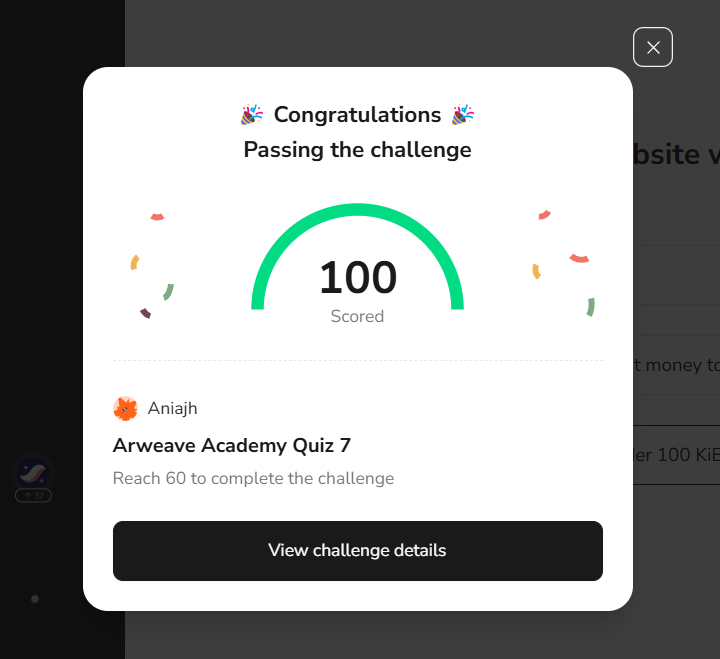 Congratulations
Passing the challenge
bsite w
100
Scored
t money to
Aniajh
Arweave Academy Quiz 7
er 100 KiB
Reach 60 to complete the challenge
View challenge details